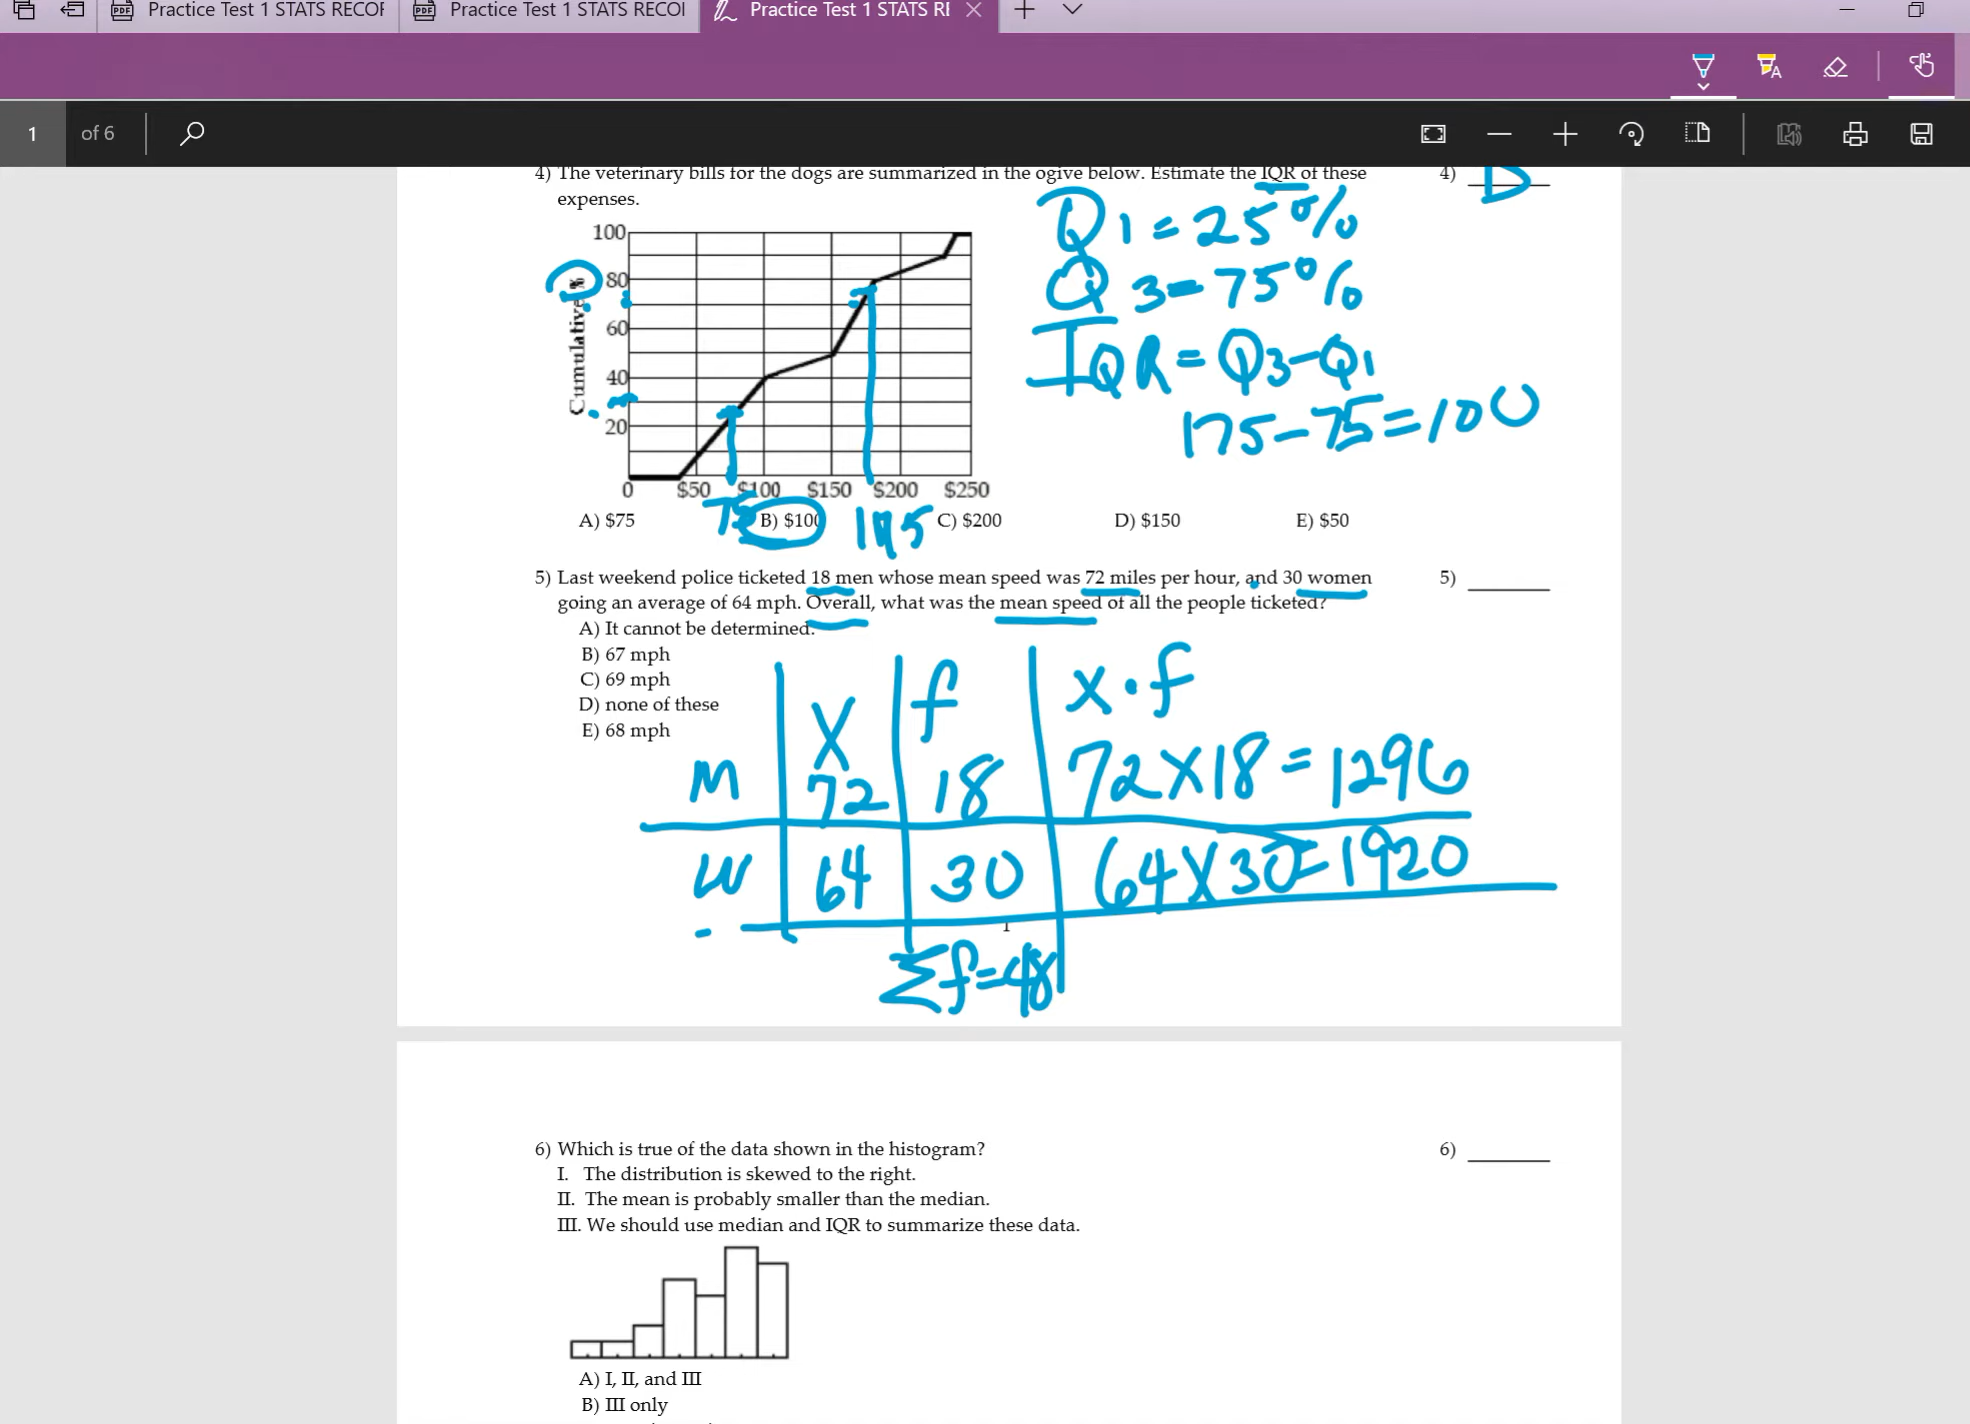 Practice Test 1 STATS RECOF
Practice Test 1 STATS RECOI
Practice Test 1 STATS RI
1 of 6
4) The veterinary bills for the dogs are summarized in the ogive below. Estimate the IQR of these 4) B
expenses.
Q1 = 25%
Q3 = 75%
IQR = Q3-Q1
175-75=100
Cumulative %
100
80
60
40
20
0 $50 $100 $150 $200 $250
75
175
A) $75 B) $100 C) $200 D) $150 E) $50
5) Last weekend police ticketed 18 men whose mean speed was 72 miles per hour, and 30 women 5)
going an average of 64 mph. Overall, what was the mean speed of all the people ticketed?
A) It cannot be determined.
B) 67 mph
C) 69 mph
D) none of these
E) 68 mph
X f x·f
M 72 18 72X18=1296
W 64 30 64X30=1920
1
Σf=48
6) Which is true of the data shown in the histogram? 6)
I. The distribution is skewed to the right.
II. The mean is probably smaller than the median.
III. We should use median and IQR to summarize these data.
A) I, II, and III
B) III only